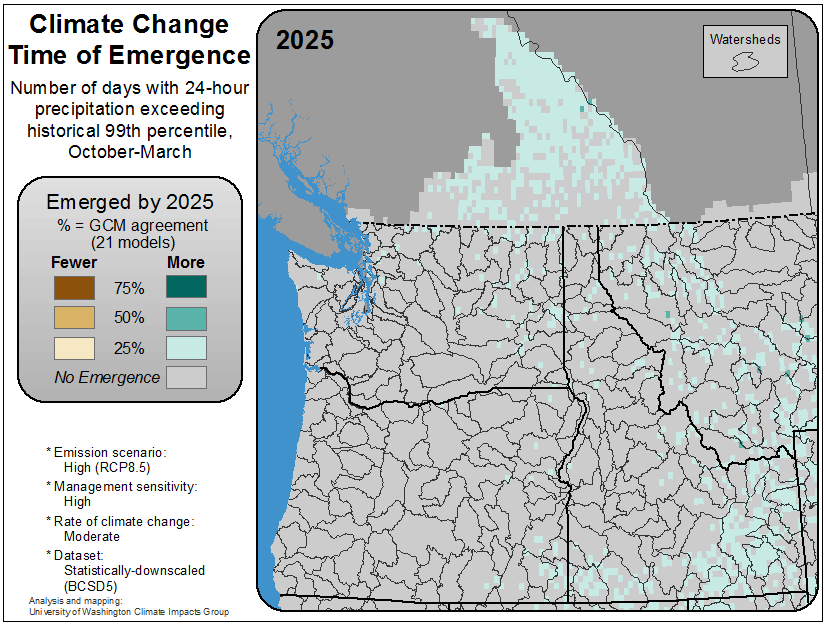 Climate Change
Time of Emergence
Number of days with 24-hour
precipitation exceeding
historical 99th percentile,
October-March
Emerged by 2025
% = GCM agreement
(21 models)
Fewer More
75%
50%
25%
No Emergence
* Emission scenario:
High (RCP8.5)
* Management sensitivity:
High
* Rate of climate change:
Moderate
* Dataset:
Statistically-downscaled
(BCSD5)
Analysis and mapping:
University of Washington Climate Impacts Group
2025
Watersheds